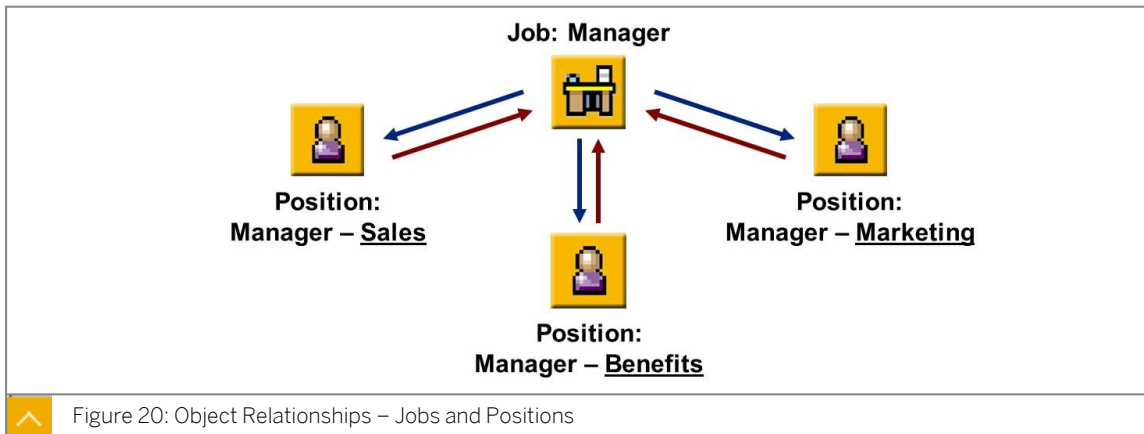 Job: Manager
Position:
Manager – Sales
Position:
Manager – Marketing
Position:
Manager – Benefits
Figure 20: Object Relationships – Jobs and Positions